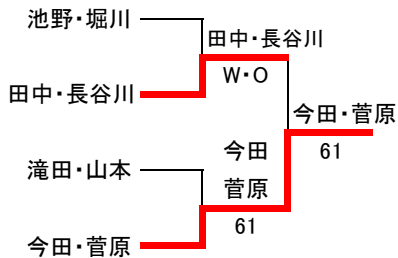 池野・堀川
田中・長谷川
田中・長谷川
W・O
今田・菅原
61
滝田・山本
今田
菅原
61
今田・菅原